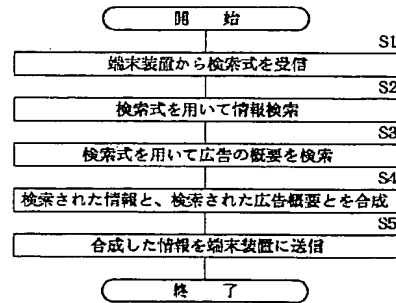 開 始
S1
端末装置から検索式を受信
S2
検索式を用いて情報検索
S3
検索式を用いて広告の概要を検索
S4
検索された情報と、検索された広告概要とを合成
S5
合成した情報を端末装置に送信
終 了